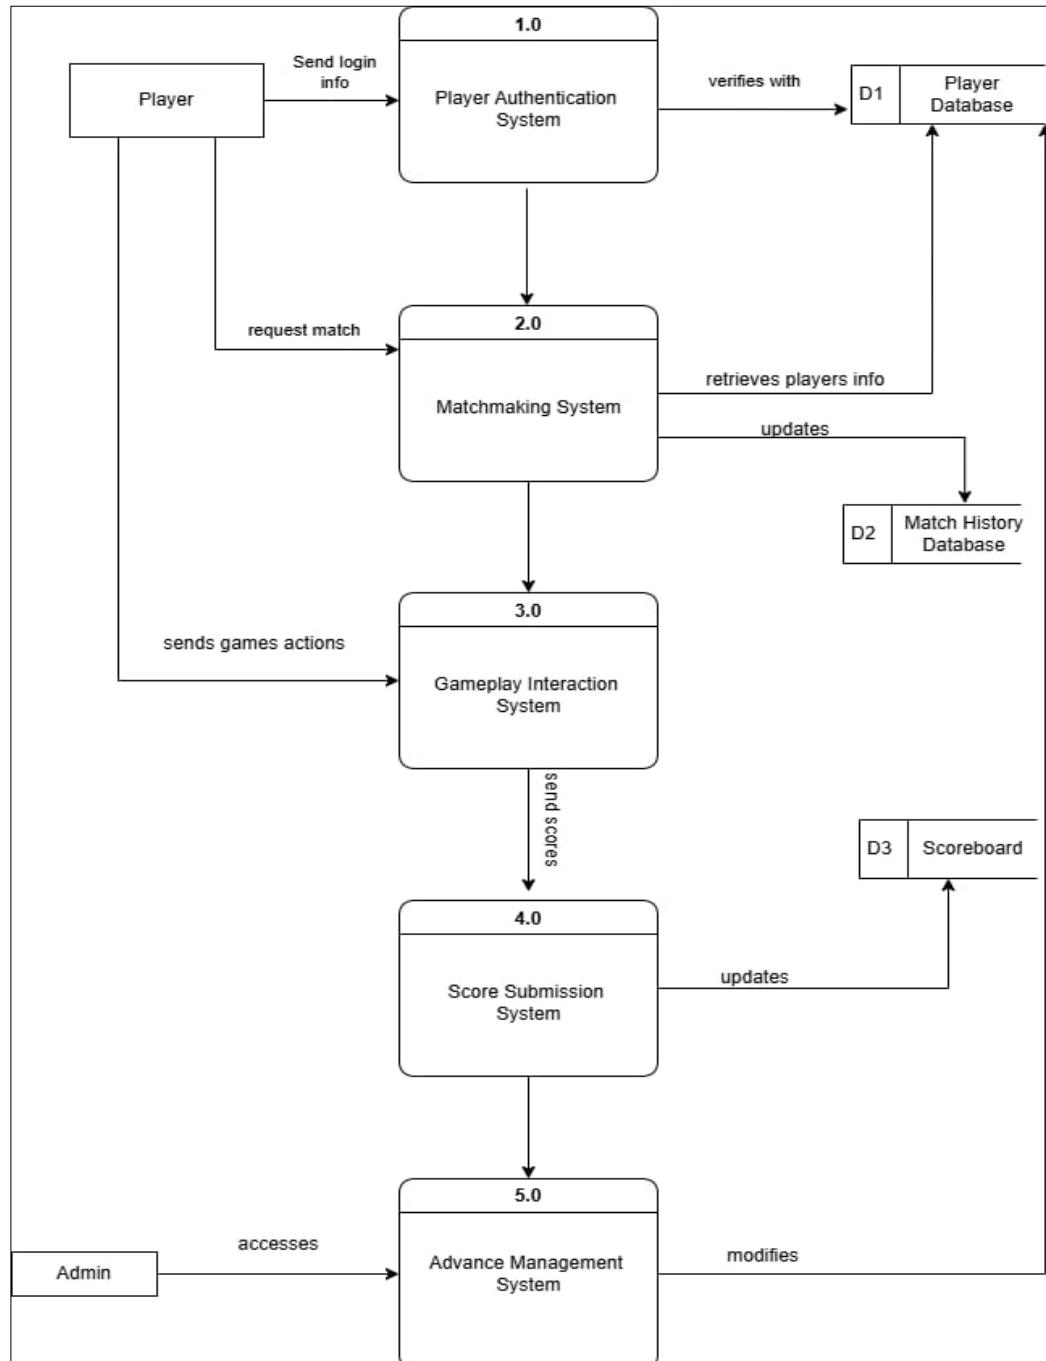 1.0
Send login
info
Player
Player Authentication
System
verifies with
D1
Player
Database
2.0
request match
Matchmaking System
retrieves players info
updates
D2
Match History
Database
3.0
sends games actions
Gameplay Interaction
System
send scores
D3
Scoreboard
4.0
Score Submission
System
updates
5.0
accesses
Admin
Advance Management
System
modifies